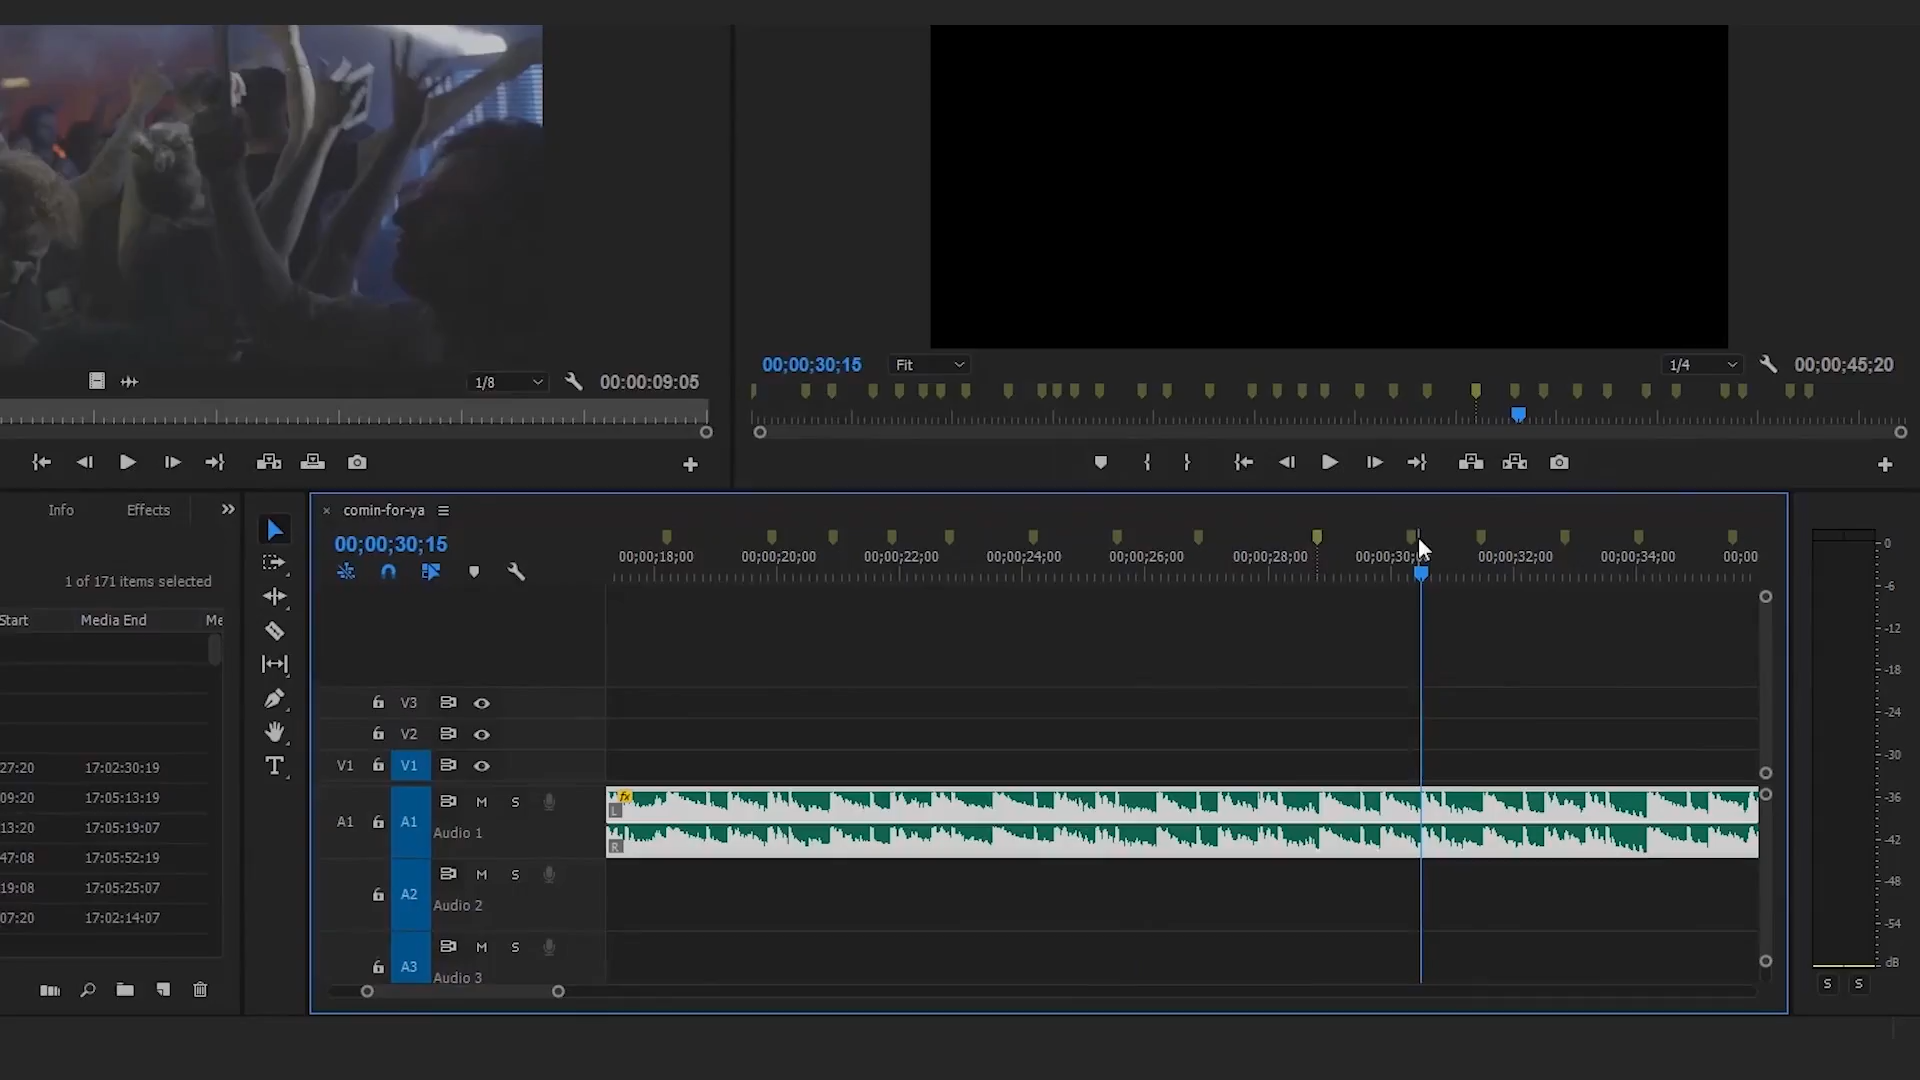 1/8 00:00:09:05
00;00;30;15 Fit 1/4 00;00;45;20
Info Effects
1 of 171 items selected
Start Media End
27:20 17:02:30:19
09:20 17:05:13:19
13:20 17:05:19:07
47:08 17:05:52:19
19:08 17:05:25:07
07:20 17:02:14:07
× comin-for-ya
00;00;30;15
00;00;18;00 00;00;20;00 00;00;22;00 00;00;24;00 00;00;26;00 00;00;28;00 00;00;30; 00;00;32;00 00;00;34;00 00;00
V3
V2
V1 V1
A1 A1 M S
Audio 1
fx
L
R
A2 M S
Audio 2
A3 M S
Audio 3
0
-6
-12
-18
-24
-30
-36
-42
-48
-54
dB
S S